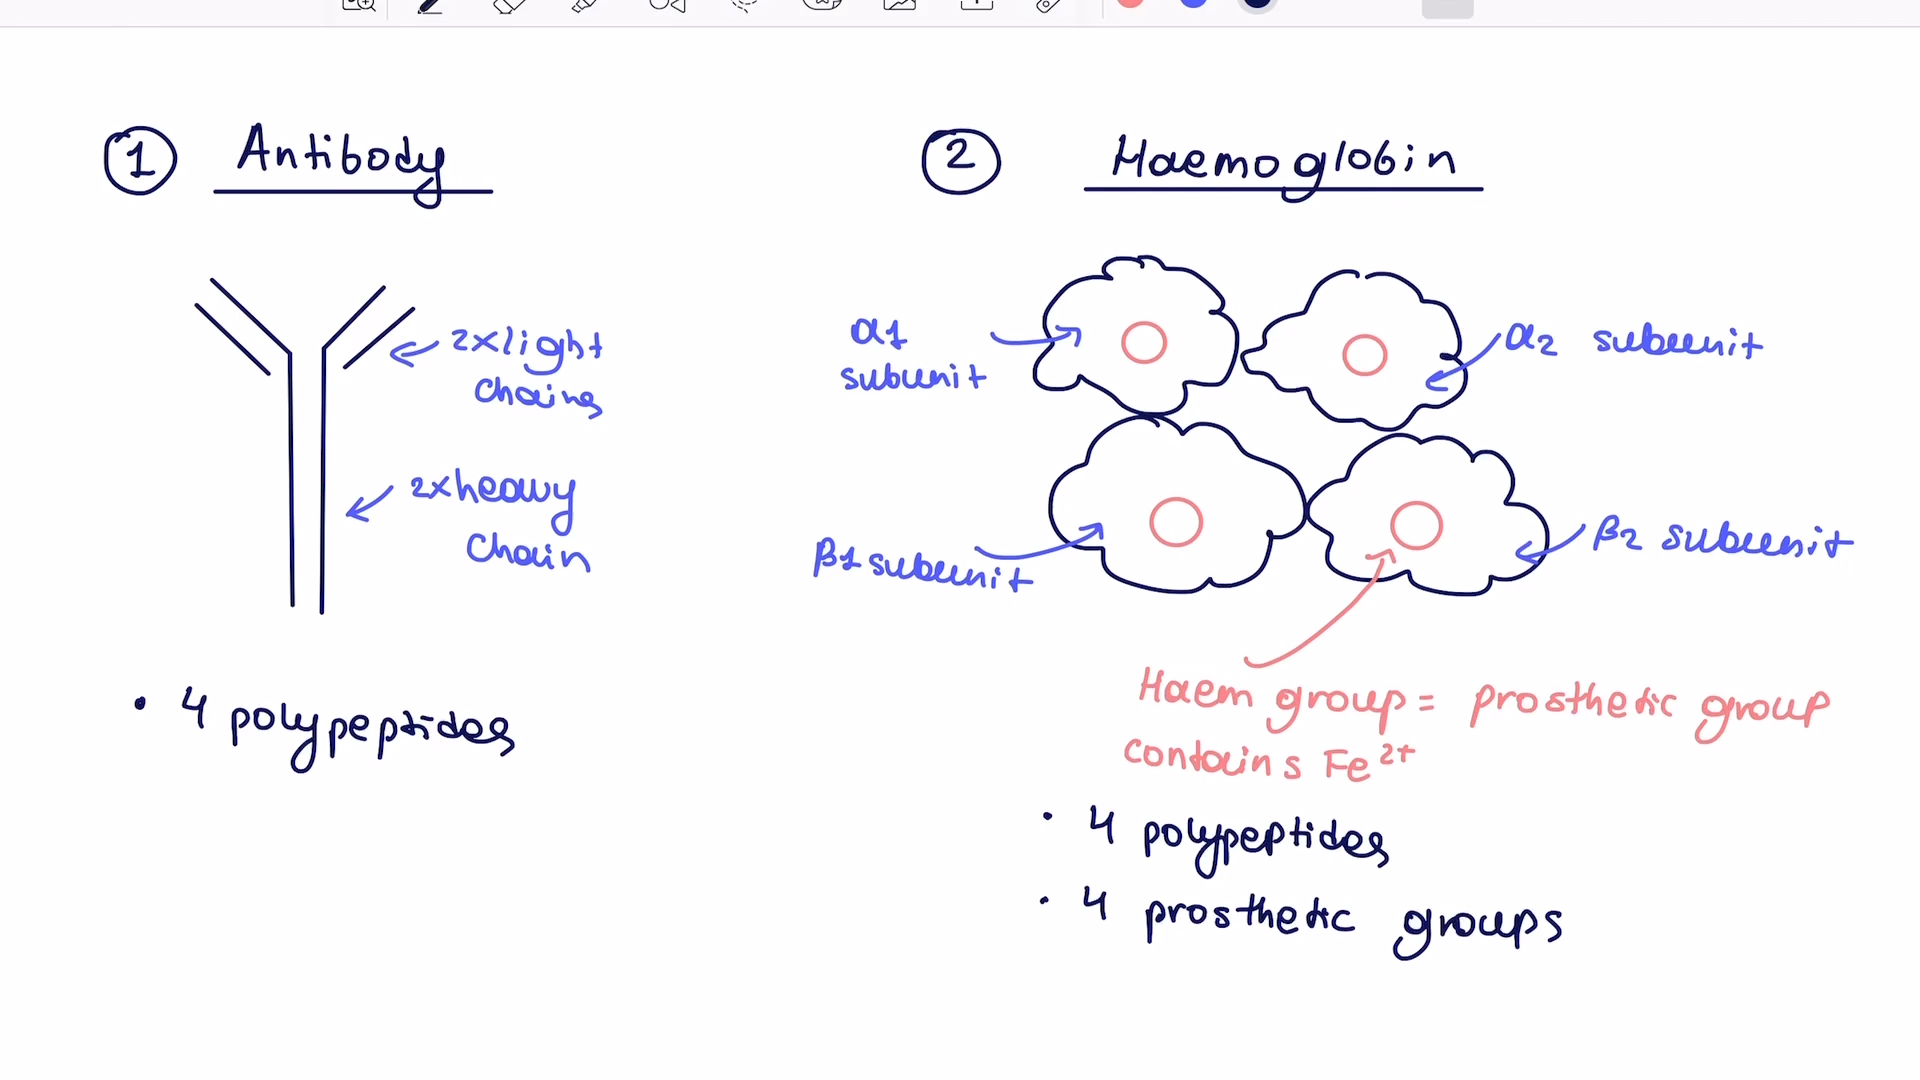 1 Antibody
2x light
chains
2x heavy
chain
• 4 polypeptides
2 Haemoglobin
α1
subunit
α2 subunit
β1 subunit
β2 subunit
Haem group = prosthetic group
contains Fe²⁺
• 4 polypeptides
• 4 prosthetic groups